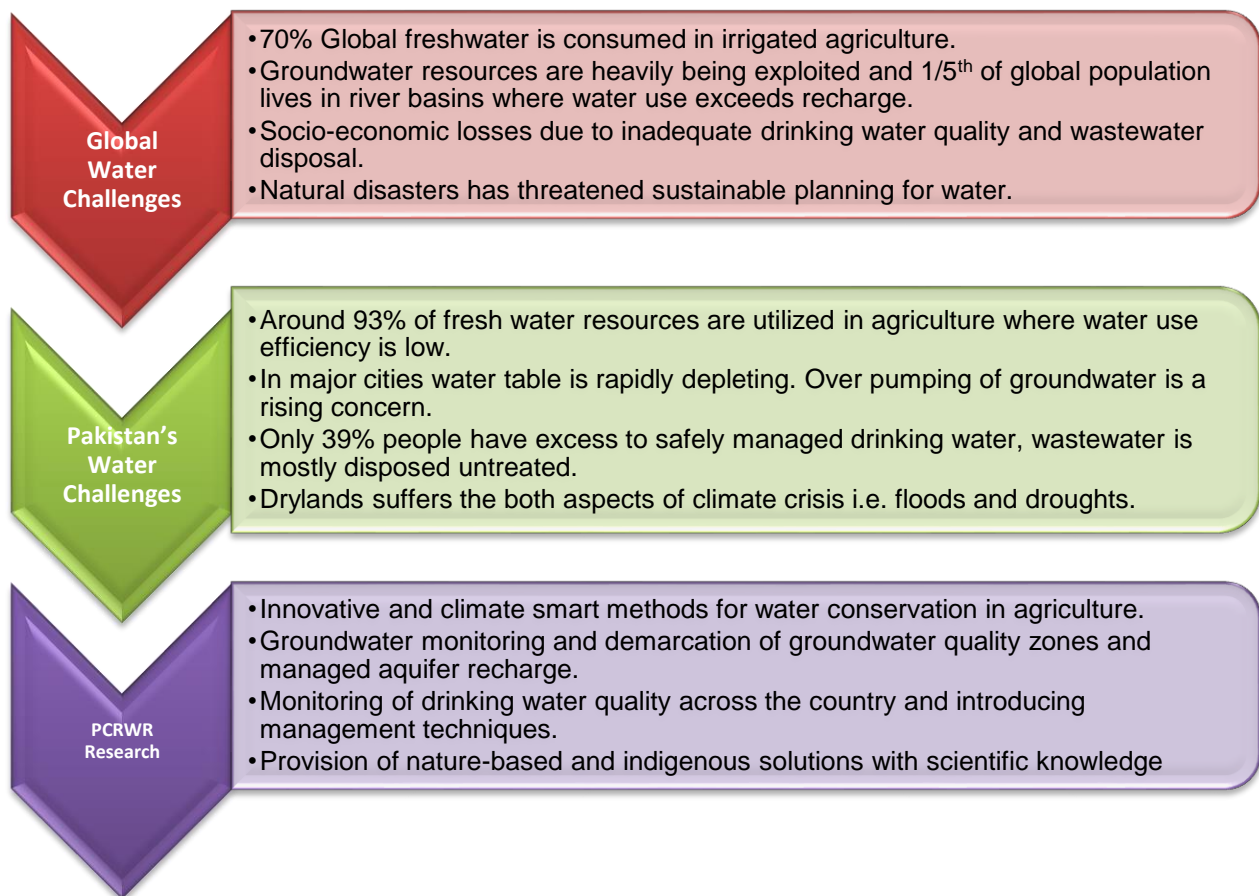 Global
Water
Challenges
•70% Global freshwater is consumed in irrigated agriculture.
•Groundwater resources are heavily being exploited and 1/5th of global population
lives in river basins where water use exceeds recharge.
•Socio-economic losses due to inadequate drinking water quality and wastewater
disposal.
•Natural disasters has threatened sustainable planning for water.
Pakistan's
Water
Challenges
•Around 93% of fresh water resources are utilized in agriculture where water use
efficiency is low.
•In major cities water table is rapidly depleting. Over pumping of groundwater is a
rising concern.
•Only 39% people have excess to safely managed drinking water, wastewater is
mostly disposed untreated.
•Drylands suffers the both aspects of climate crisis i.e. floods and droughts.
PCRWR
Research
•Innovative and climate smart methods for water conservation in agriculture.
•Groundwater monitoring and demarcation of groundwater quality zones and
managed aquifer recharge.
•Monitoring of drinking water quality across the country and introducing
management techniques.
•Provision of nature-based and indigenous solutions with scientific knowledge